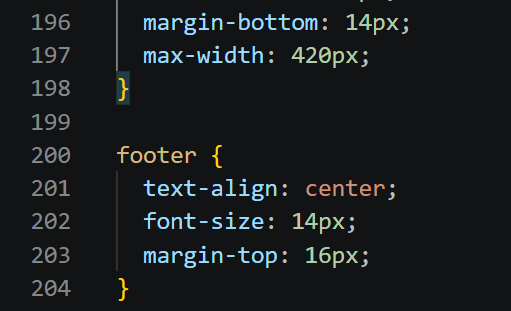 196 margin-bottom: 14px;
197 max-width: 420px;
198 }
199
200 footer {
201 text-align: center;
202 font-size: 14px;
203 margin-top: 16px;
204 }